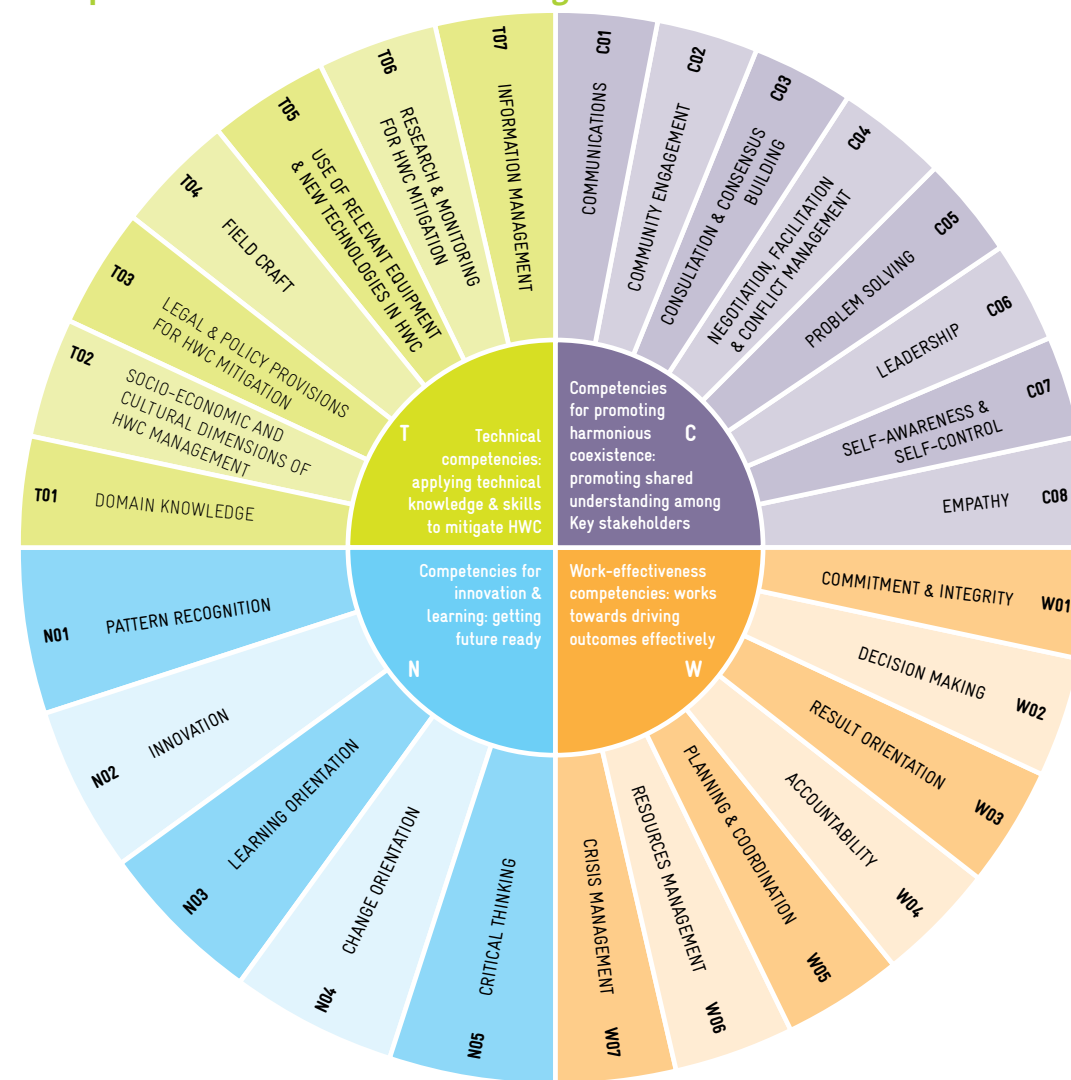 T01
DOMAIN KNOWLEDGE
T02
SOCIO-ECONOMIC AND
CULTURAL DIMENSIONS OF
HWC MANAGEMENT
T03
LEGAL & POLICY PROVISIONS
FOR HWC MITIGATION
T04
FIELD CRAFT
T05
USE OF RELEVANT EQUIPMENT
& NEW TECHNOLOGIES IN HWC
T06
RESEARCH & MONITORING
FOR HWC MITIGATION
T07
INFORMATION MANAGEMENT
C01
COMMUNICATIONS
C02
COMMUNITY ENGAGEMENT
C03
CONSULTATION & CONSENSUS
BUILDING
C04
NEGOTIATION, FACILITATION
& CONFLICT MANAGEMENT
C05
PROBLEM SOLVING
C06
LEADERSHIP
C07
SELF-AWARENESS &
SELF-CONTROL
C08
EMPATHY
W01
COMMITMENT & INTEGRITY
W02
DECISION MAKING
W03
RESULT ORIENTATION
W04
ACCOUNTABILITY
W05
PLANNING & COORDINATION
W06
RESOURCES MANAGEMENT
W07
CRISIS MANAGEMENT
N05
CRITICAL THINKING
N04
CHANGE ORIENTATION
N03
LEARNING ORIENTATION
N02
INNOVATION
N01
PATTERN RECOGNITION
T
Technical
competencies:
applying technical
knowledge & skills
to mitigate HWC
Competencies
for promoting
harmonious
C
coexistence:
promoting shared
understanding among
Key stakeholders
Competencies for
innovation &
learning: getting
future ready
N
Work-effectiveness
competencies: works
towards driving
outcomes effectively
W